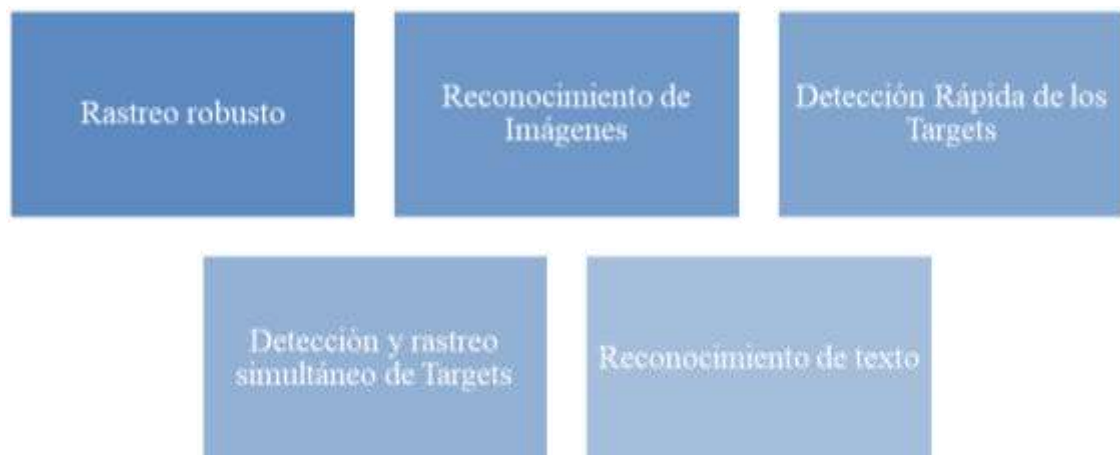 Rastreo robusto
Reconocimiento de
Imágenes
Detección Rápida de los
Targets
Detección y rastreo
simultáneo de Targets
Reconocimiento de texto